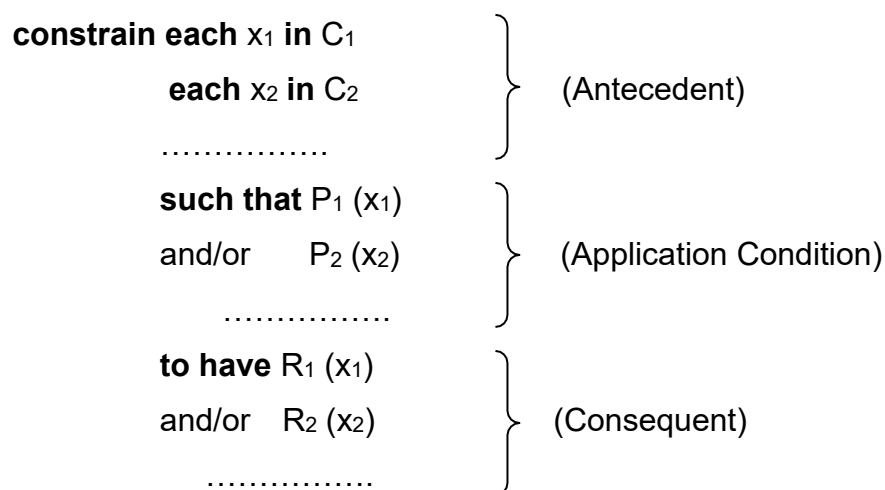 constrain each x₁ in C₁
each x₂ in C₂ (Antecedent)
................
such that P₁ (x₁)
and/or P₂ (x₂) (Application Condition)
................
to have R₁ (x₁)
and/or R₂ (x₂) (Consequent)
................